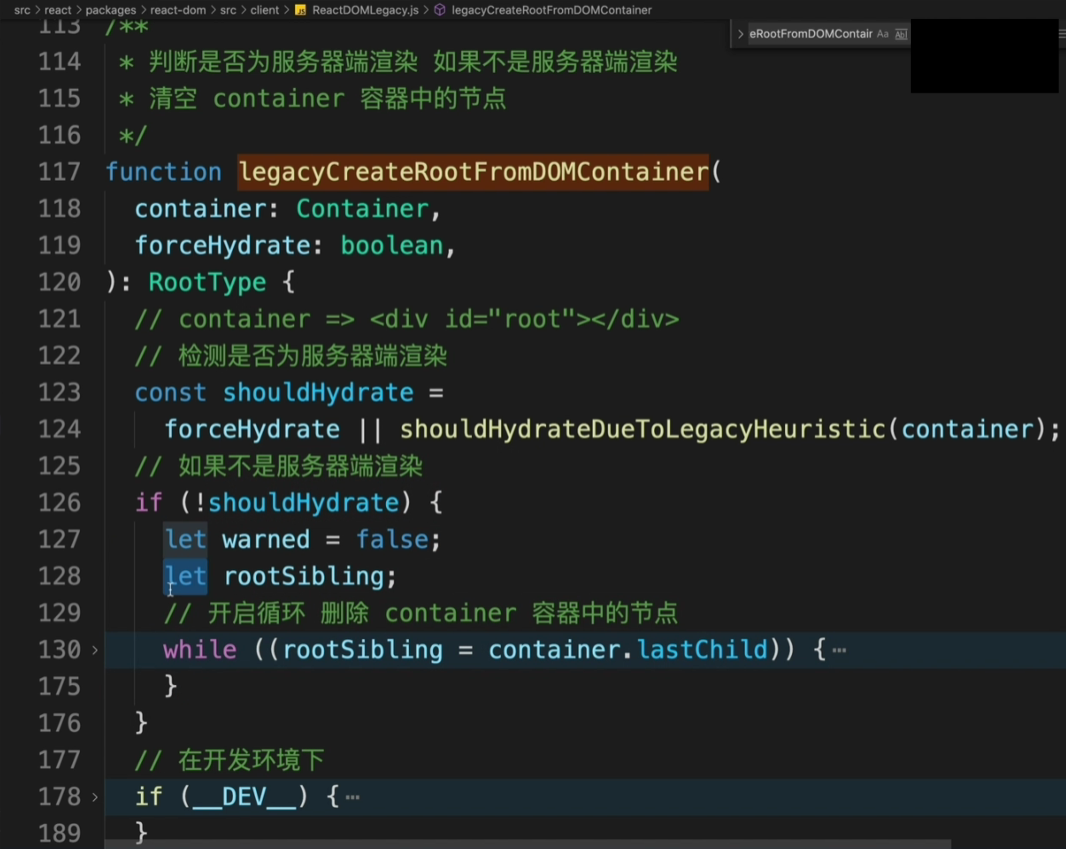 src > react > packages > react-dom > src > client > JS ReactDOMLegacy.js > legacyCreateRootFromDOMContainer
eRootFromDOMContair Aa Ab
113 /**
114 * 判断是否为服务器端渲染 如果不是服务器端渲染
115 * 清空 container 容器中的节点
116 */
117 function legacyCreateRootFromDOMContainer(
118 container: Container,
119 forceHydrate: boolean,
120 ): RootType {
121 // container => <div id="root"></div>
122 // 检测是否为服务器端渲染
123 const shouldHydrate =
124 forceHydrate || shouldHydrateDueToLegacyHeuristic(container);
125 // 如果不是服务器端渲染
126 if (!shouldHydrate) {
127 let warned = false;
128 let rootSibling;
129 // 开启循环 删除 container 容器中的节点
130 > while ((rootSibling = container.lastChild)) {…
175 }
176 }
177 // 在开发环境下
178 > if (__DEV__) {…
189 }